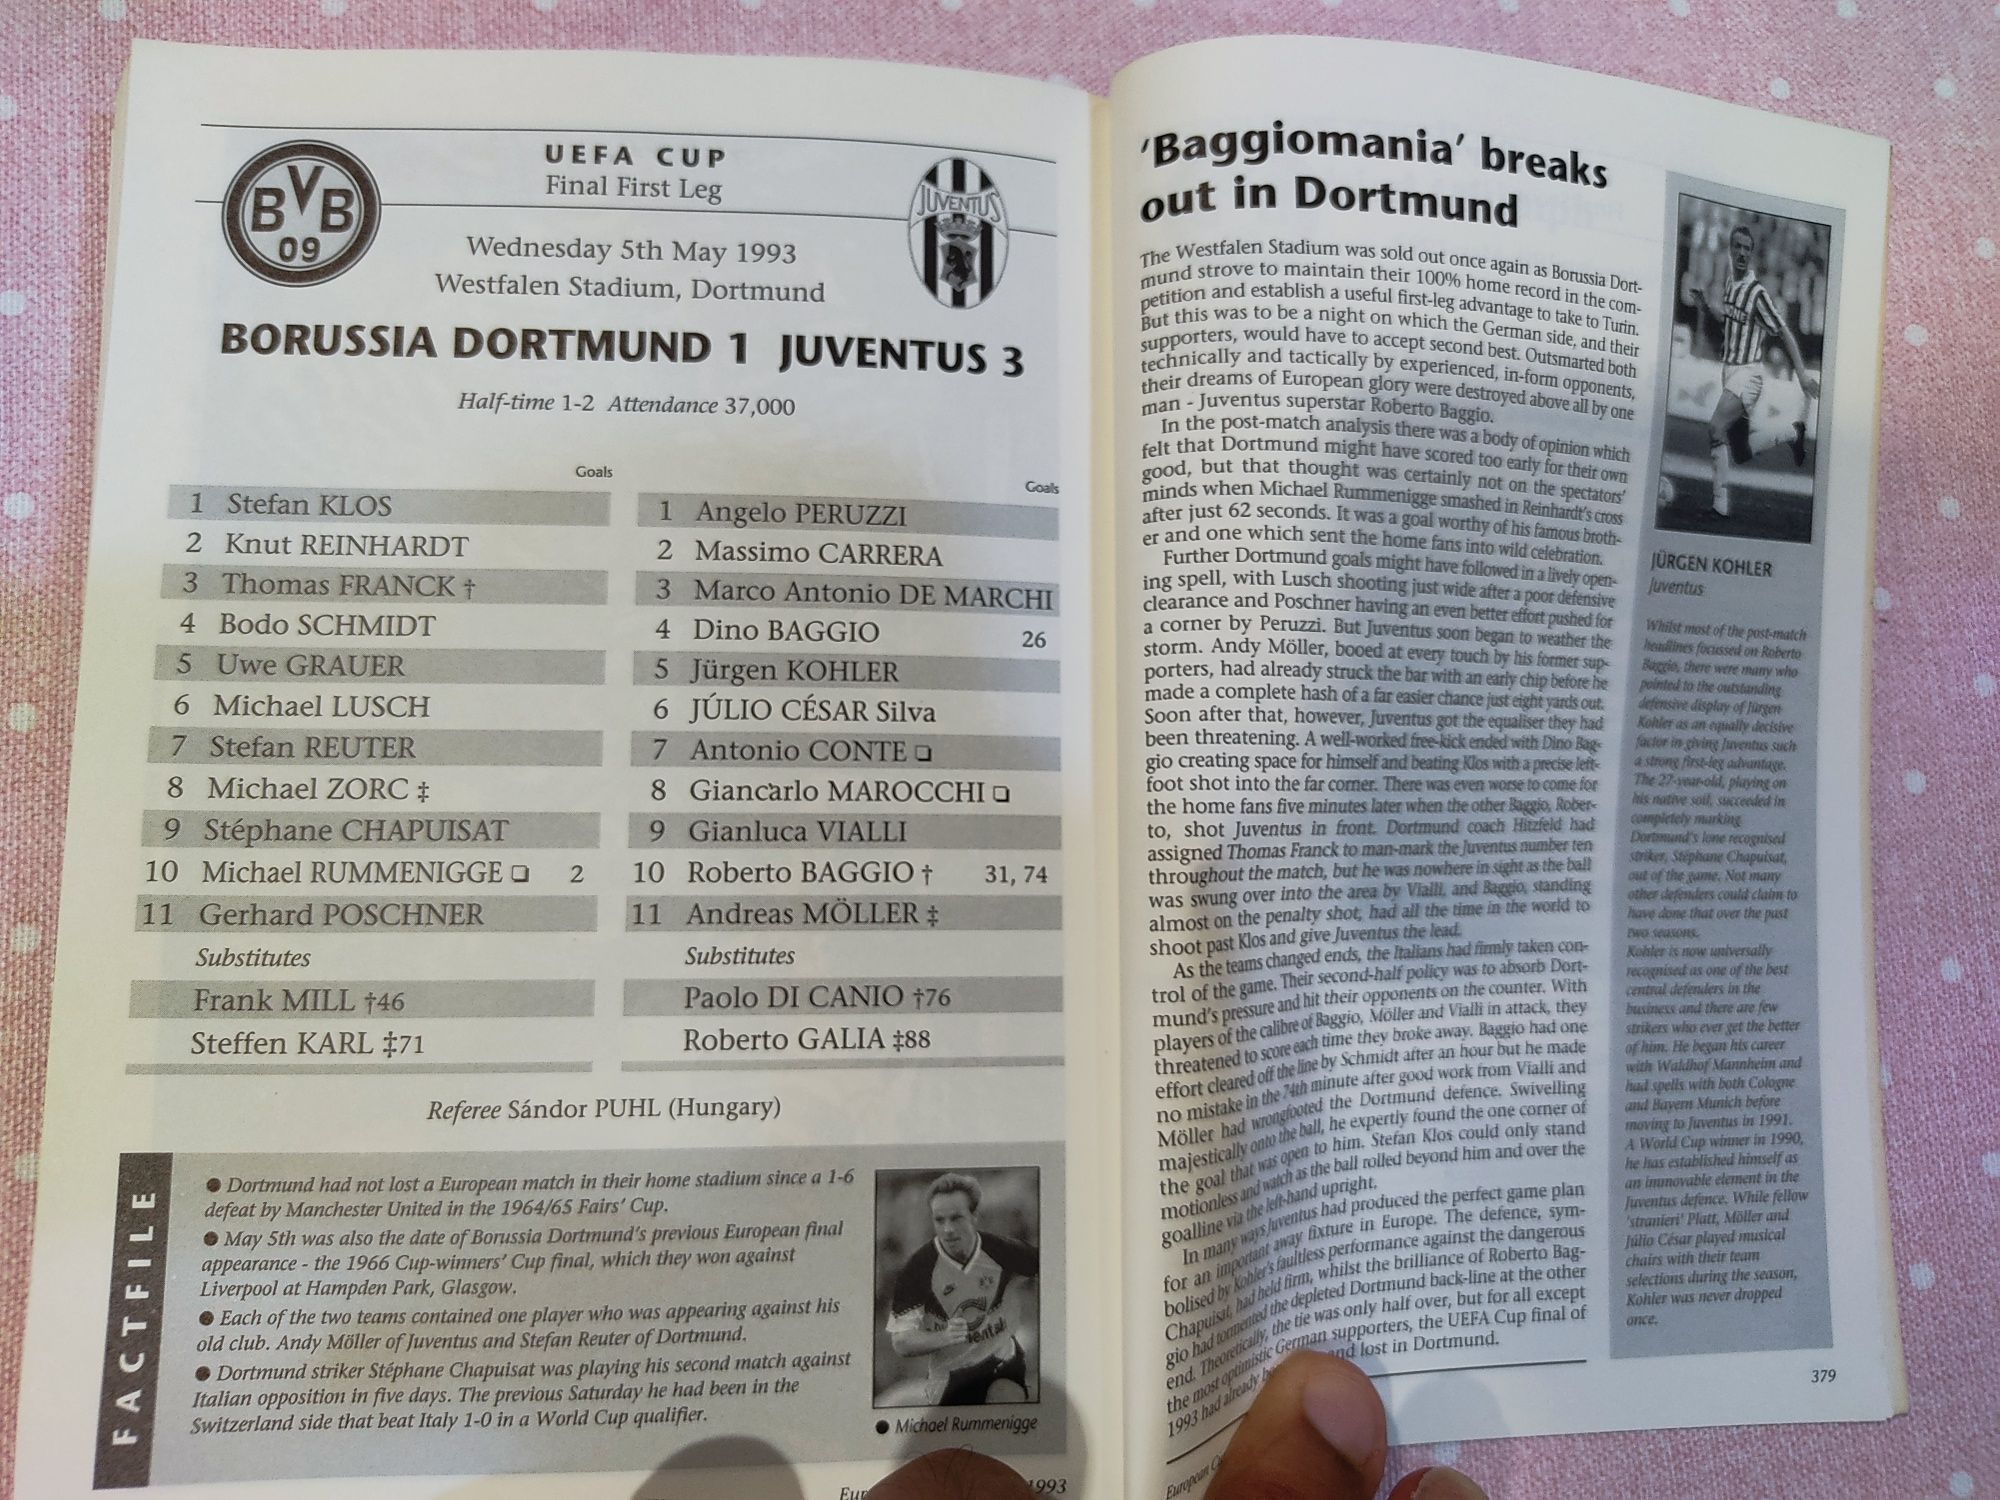 BVB
09
UEFA CUP
Final First Leg
JUVENTUS
Wednesday 5th May 1993
Westfalen Stadium, Dortmund
BORUSSIA DORTMUND 1 JUVENTUS 3
Half-time 1-2 Attendance 37,000
Goals
1 Stefan KLOS
2 Knut REINHARDT
3 Thomas FRANCK †
4 Bodo SCHMIDT
5 Uwe GRAUER
6 Michael LUSCH
7 Stefan REUTER
8 Michael ZORC ‡
9 Stéphane CHAPUISAT
10 Michael RUMMENIGGE ❑ 2
11 Gerhard POSCHNER
Substitutes
Frank MILL †46
Steffen KARL ‡71
Goals
1 Angelo PERUZZI
2 Massimo CARRERA
3 Marco Antonio DE MARCHI
4 Dino BAGGIO 26
5 Jürgen KOHLER
6 JÚLIO CÉSAR Silva
7 Antonio CONTE ❑
8 Giancarlo MAROCCHI ❑
9 Gianluca VIALLI
10 Roberto BAGGIO † 31, 74
11 Andreas MÖLLER ‡
Substitutes
Paolo DI CANIO †76
Roberto GALIA ‡88
Referee Sándor PUHL (Hungary)
FACTFILE
● Dortmund had not lost a European match in their home stadium since a 1-6
defeat by Manchester United in the 1964/65 Fairs' Cup.
● May 5th was also the date of Borussia Dortmund's previous European final
appearance - the 1966 Cup-winners' Cup final, which they won against
Liverpool at Hampden Park, Glasgow.
● Each of the two teams contained one player who was appearing against his
old club. Andy Möller of Juventus and Stefan Reuter of Dortmund.
● Dortmund striker Stéphane Chapuisat was playing his second match against
Italian opposition in five days. The previous Saturday he had been in the
Switzerland side that beat Italy 1-0 in a World Cup qualifier.
● Michael Rummenigge
1993
'Baggiomania' breaks
out in Dortmund
The Westfalen Stadium was sold out once again as Borussia Dort-
mund strove to maintain their 100% home record in the com-
petition and establish a useful first-leg advantage to take to Turin.
But this was to be a night on which the German side, and their
supporters, would have to accept second best. Outsmarted both
technically and tactically by experienced, in-form opponents,
their dreams of European glory were destroyed above all by one
man - Juventus superstar Roberto Baggio.
In the post-match analysis there was a body of opinion which
felt that Dortmund might have scored too early for their own
good, but that thought was certainly not on the spectators'
minds when Michael Rummenigge smashed in Reinhardt's cross
after just 62 seconds. It was a goal worthy of his famous broth-
er and one which sent the home fans into wild celebration.
Further Dortmund goals might have followed in a lively open-
ing spell, with Lusch shooting just wide after a poor defensive
clearance and Poschner having an even better effort pushed for
a corner by Peruzzi. But Juventus soon began to weather the
storm. Andy Möller, booed at every touch by his former sup-
porters, had already struck the bar with an early chip before he
made a complete hash of a far easier chance just eight yards out.
Soon after that, however, Juventus got the equaliser they had
been threatening. A well-worked free-kick ended with Dino Bag-
gio creating space for himself and beating Klos with a precise left-
foot shot into the far corner. There was even worse to come for
the home fans five minutes later when the other Baggio, Rober-
to, shot Juventus in front. Dortmund coach Hitzfeld had
assigned Thomas Franck to man-mark the Juventus number ten
throughout the match, but he was nowhere in sight as the ball
was swung over into the area by Vialli, and Baggio, standing
almost on the penalty shot, had all the time in the world to
shoot past Klos and give Juventus the lead.
As the teams changed ends, the Italians had firmly taken con-
trol of the game. Their second-half policy was to absorb Dort-
mund's pressure and hit their opponents on the counter. With
players of the calibre of Baggio, Möller and Vialli in attack, they
threatened to score each time they broke away. Baggio had one
effort cleared off the line by Schmidt after an hour but he made
no mistake in the 74th minute after good work from Vialli and
Möller had wrongfooted the Dortmund defence. Swivelling
majestically onto the ball, he expertly found the one corner of
the goal that was open to him. Stefan Klos could only stand
motionless and watch as the ball rolled beyond him and over the
goalline via the left-hand upright.
In many ways Juventus had produced the perfect game plan
for an important away fixture in Europe. The defence, sym-
bolised by Kohler's faultless performance against the dangerous
Chapuisat, had held firm, whilst the brilliance of Roberto Bag-
gio had tormented the depleted Dortmund back-line at the other
end. Theoretically, the tie was only half over, but for all except
the most optimistic German supporters, the UEFA Cup final of
1993 had already and lost in Dortmund.
JÜRGEN KOHLER
Juventus
Whilst most of the post-match
headlines focussed on Roberto
Baggio, there were many who
pointed to the outstanding
defensive display of Jürgen
Kohler as an equally decisive
factor in giving Juventus such
a strong first-leg advantage.
The 27-year-old, playing on
his native soil, succeeded in
completely marking
Dortmund's lone recognised
striker, Stéphane Chapuisat,
out of the game. Not many
other defenders could claim to
have done that over the past
two seasons.
Kohler is now universally
recognised as one of the best
central defenders in the
business and there are few
strikers who ever get the better
of him. He began his career
with Waldhof Mannheim and
had spells with both Cologne
and Bayern Munich before
moving to Juventus in 1991.
A World Cup winner in 1990,
he has established himself as
an immovable element in the
Juventus defence. While fellow
'stranieri' Platt, Möller and
Júlio César played musical
chairs with their team
selections during the season,
Kohler was never dropped
once.
379
European